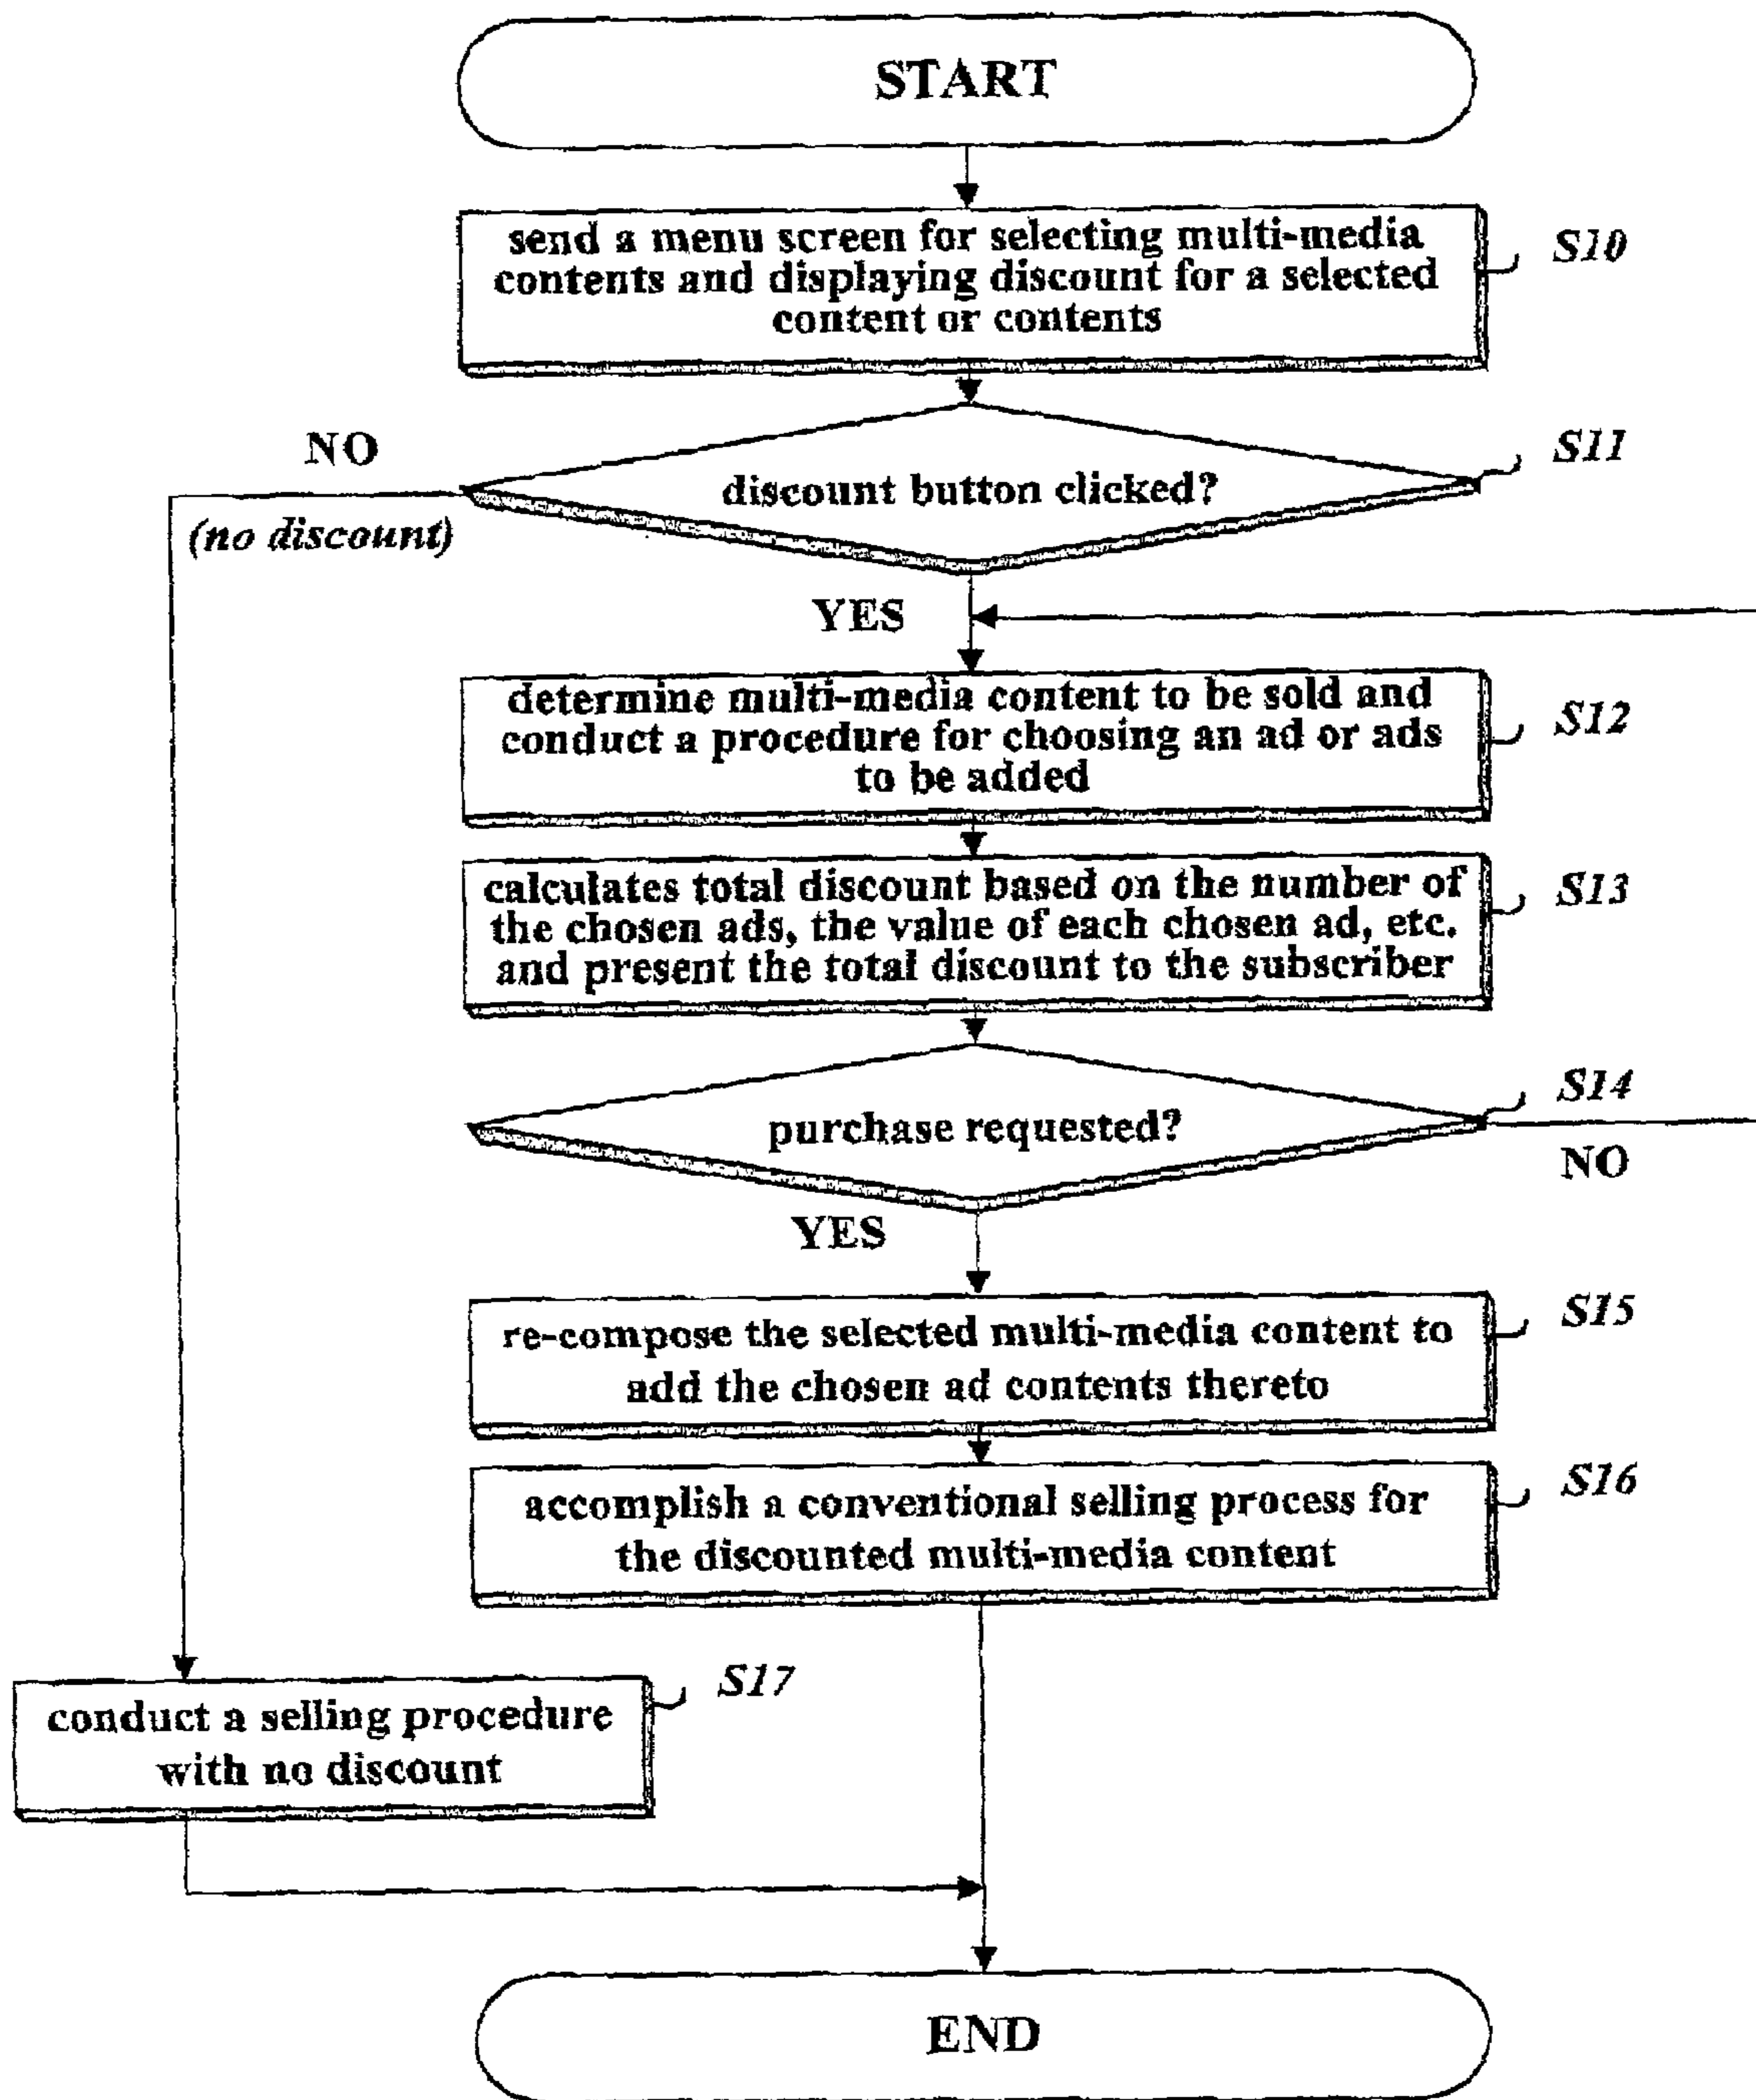 START
send a menu screen for selecting multi-media
contents and displaying discount for a selected
content or contents
S10
NO
S11
discount button clicked?
(no discount)
YES
determine multi-media content to be sold and
conduct a procedure for choosing an ad or ads
to be added
S12
calculates total discount based on the number of
the chosen ads, the value of each chosen ad, etc.
and present the total discount to the subscriber
S13
purchase requested?
S14
NO
YES
re-compose the selected multi-media content to
add the chosen ad contents thereto
S15
accomplish a conventional selling process for
the discounted multi-media content
S16
conduct a selling procedure
with no discount
S17
END